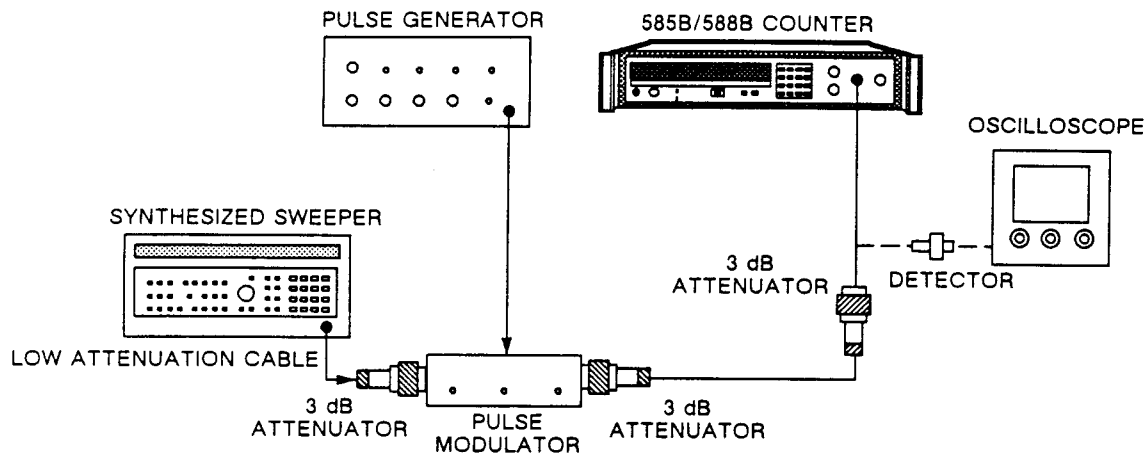 PULSE GENERATOR
585B/588B COUNTER
OSCILLOSCOPE
SYNTHESIZED SWEEPER
3 dB
ATTENUATOR
DETECTOR
LOW ATTENUATION CABLE
3 dB
ATTENUATOR
PULSE
MODULATOR
3 dB
ATTENUATOR